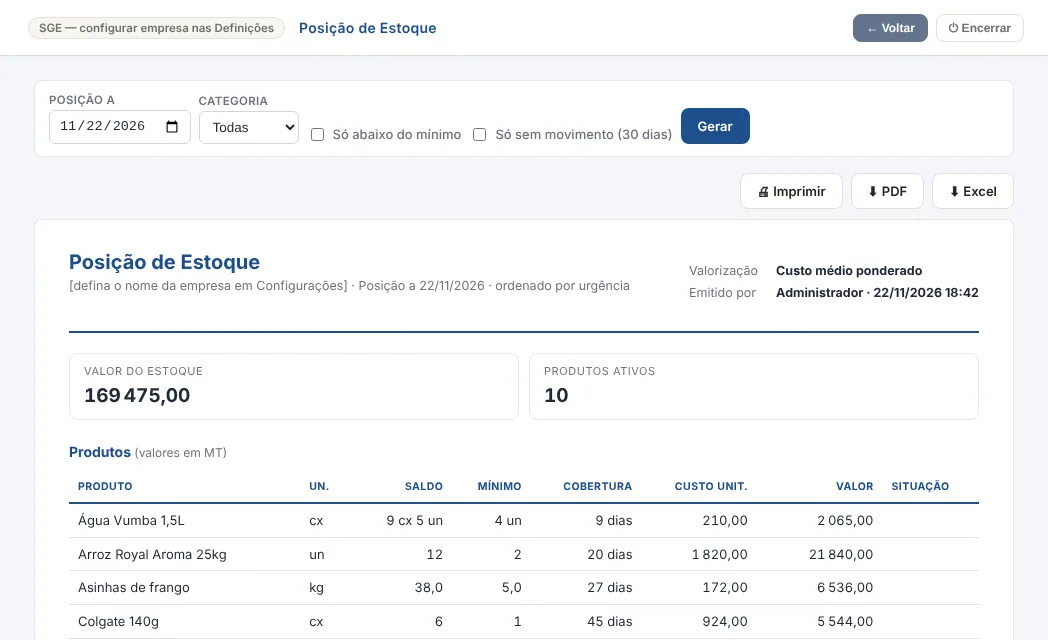 SGE — configurar empresa nas Definições Posição de Estoque ← Voltar ⏻ Encerrar
POSIÇÃO A CATEGORIA
11/22/2026 Todas Só abaixo do mínimo Só sem movimento (30 dias) Gerar
🖨 Imprimir ⬇ PDF ⬇ Excel
Posição de Estoque
[defina o nome da empresa em Configurações] · Posição a 22/11/2026 · ordenado por urgência
Valorização Custo médio ponderado
Emitido por Administrador · 22/11/2026 18:42
VALOR DO ESTOQUE
169 475,00
PRODUTOS ATIVOS
10
Produtos (valores em MT)
PRODUTO UN. SALDO MÍNIMO COBERTURA CUSTO UNIT. VALOR SITUAÇÃO
Água Vumba 1,5L cx 9 cx 5 un 4 un 9 dias 210,00 2 065,00
Arroz Royal Aroma 25kg un 12 2 20 dias 1 820,00 21 840,00
Asinhas de frango kg 38,0 5,0 27 dias 172,00 6 536,00
Colgate 140g cx 6 1 45 dias 924,00 5 544,00